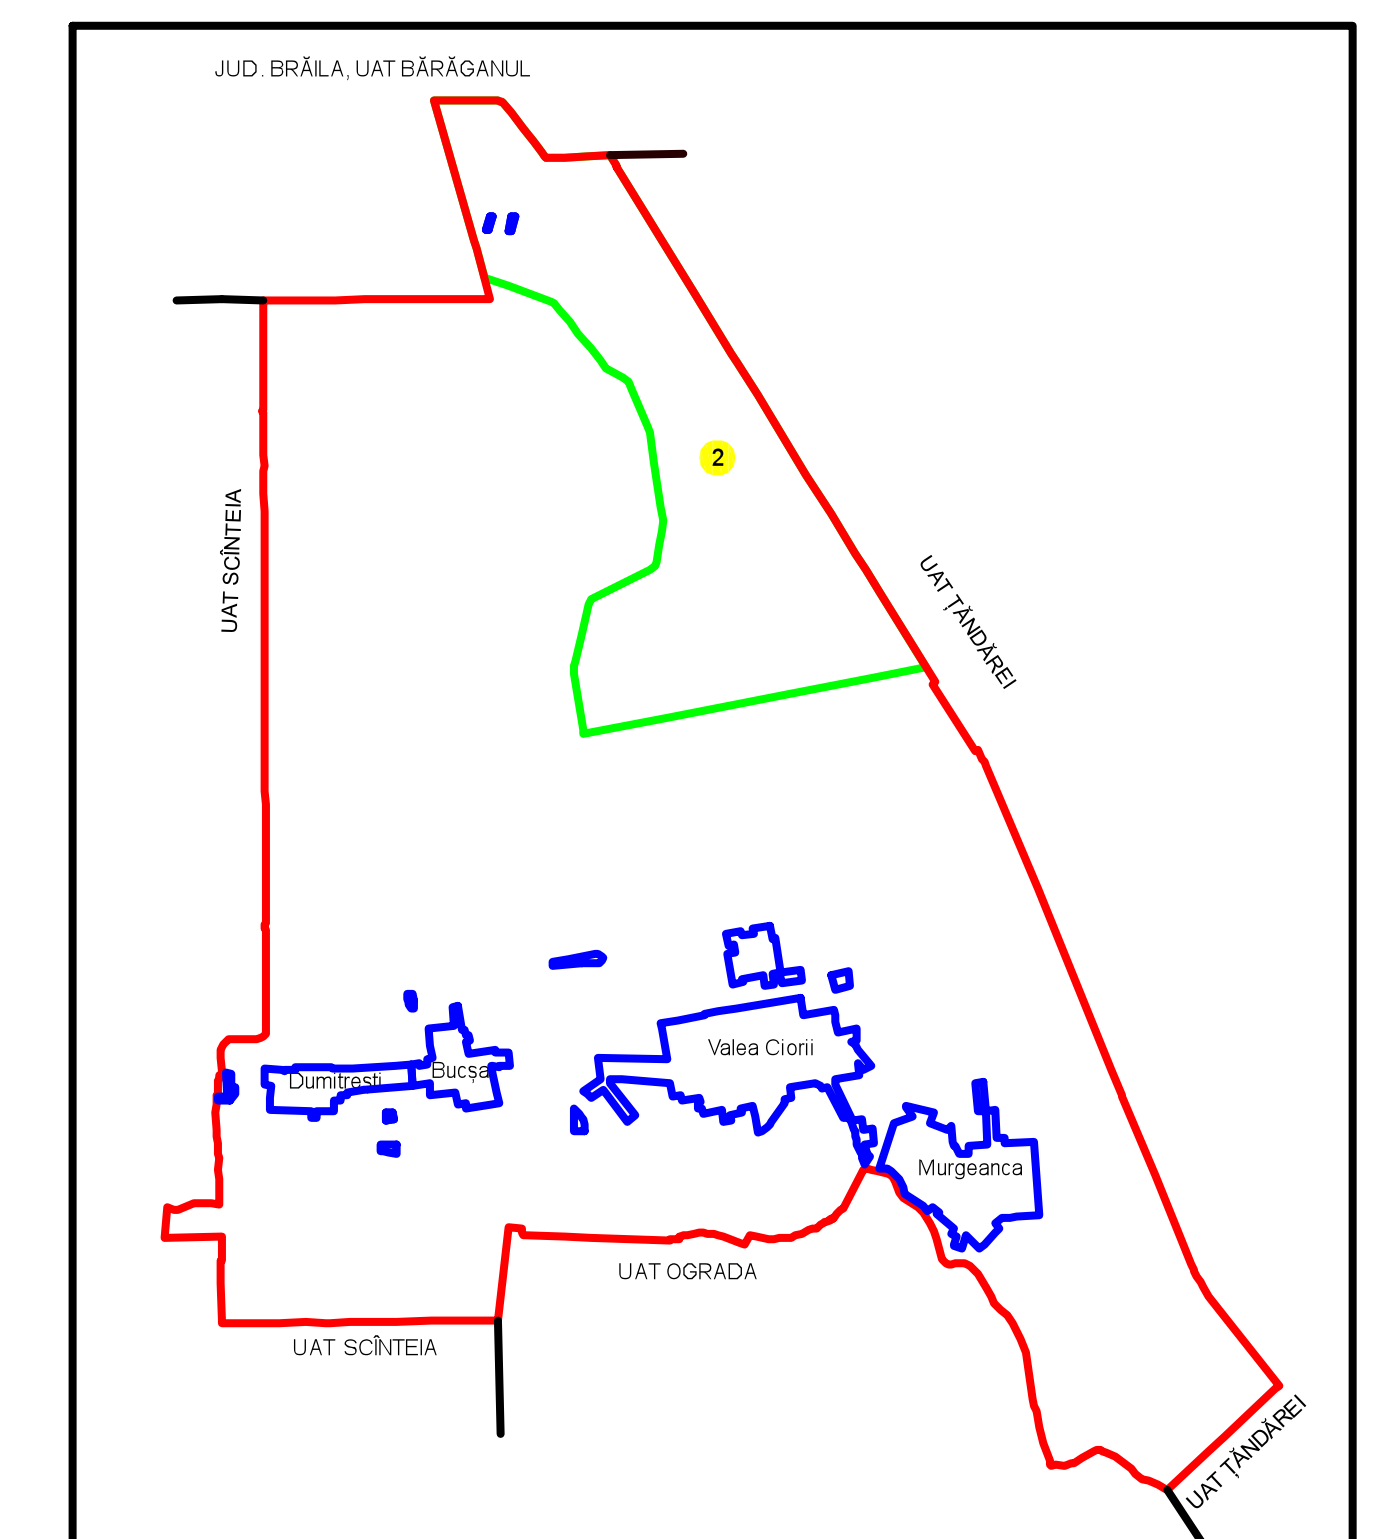 JUD. BRĂILA, UAT BĂRĂGANUL
2
UAT SCÎNTEIA
UAT ȚĂNDĂREI
Valea Ciorii
Bucșa
Dumitrești
Murgeanca
UAT OGRADA
UAT SCÎNTEIA
UAT ȚĂNDĂREI